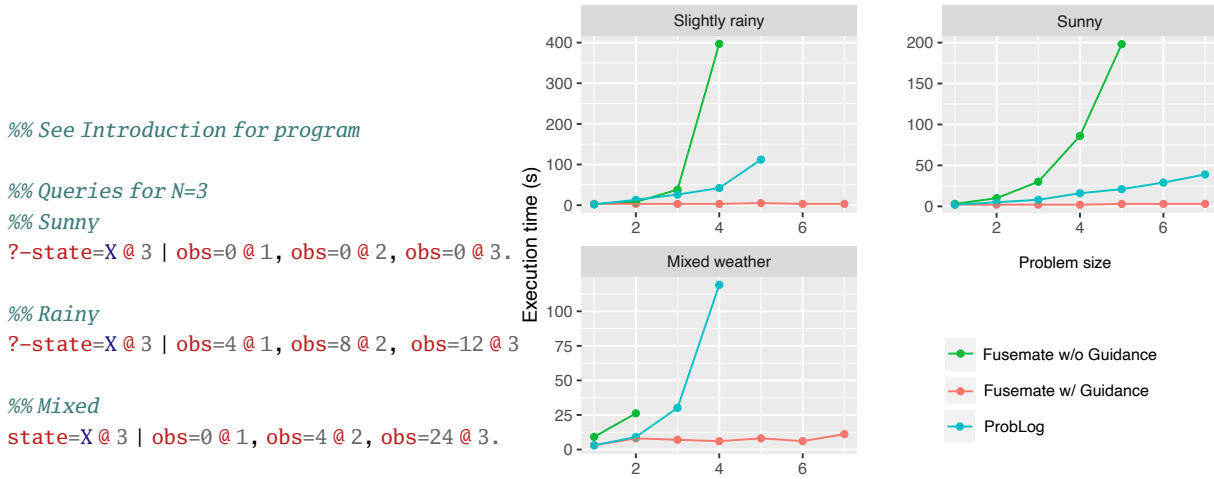 %% See Introduction for program
%% Queries for N=3
%% Sunny
?–state=X @ 3 | obs=0 @ 1, obs=0 @ 2, obs=0 @ 3.
%% Rainy
?–state=X @ 3 | obs=4 @ 1, obs=8 @ 2, obs=12 @ 3
%% Mixed
state=X @ 3 | obs=0 @ 1, obs=4 @ 2, obs=24 @ 3.
Execution time (s)
Slightly rainy
400
300
200
100
0
2 4 6
Sunny
200
150
100
50
0
2 4 6
Problem size
Mixed weather
100
75
50
25
0
2 4 6
Fusemate w/o Guidance
Fusemate w/ Guidance
ProbLog